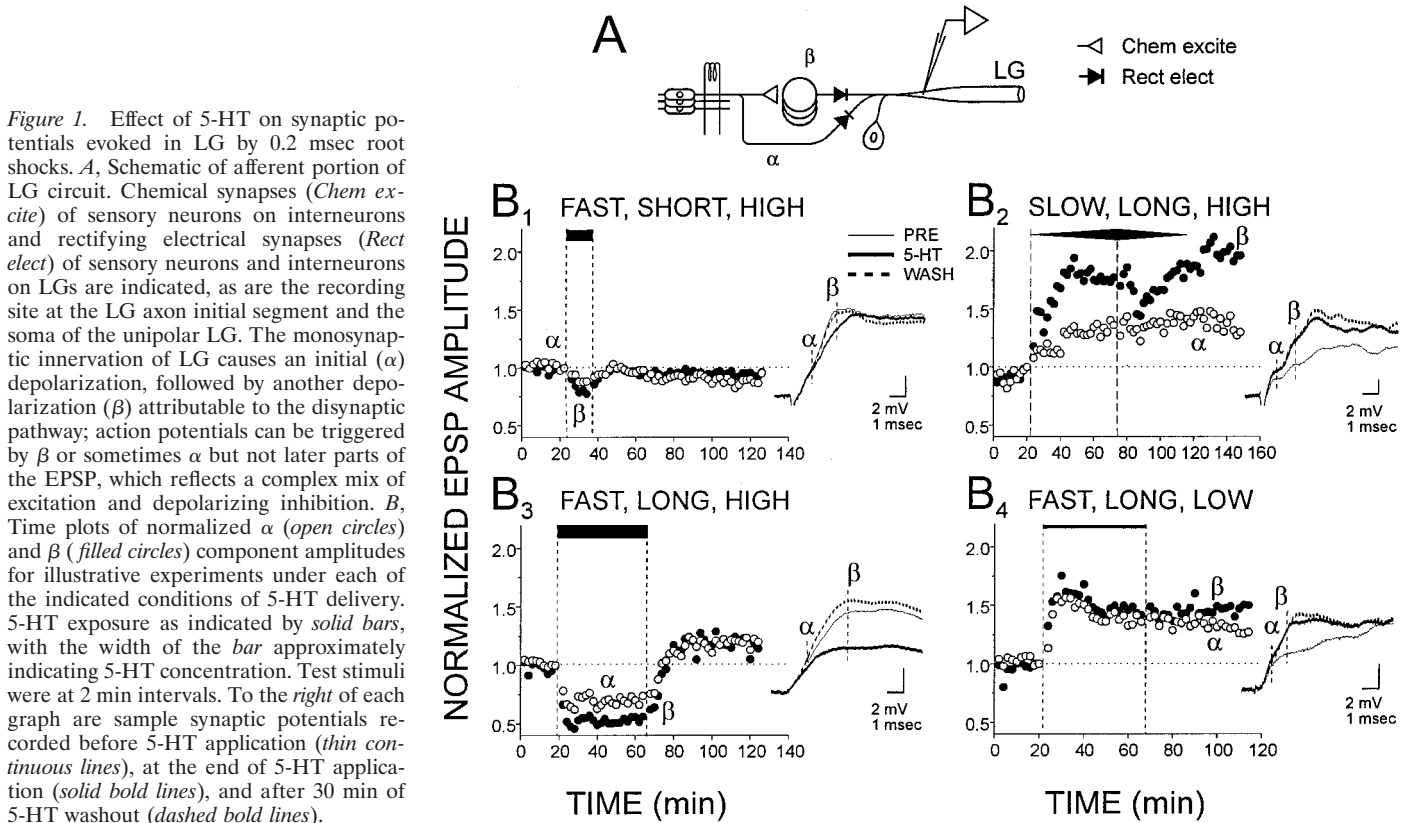 Figure 1. Effect of 5-HT on synaptic po-
tentials evoked in LG by 0.2 msec root
shocks. A, Schematic of afferent portion of
LG circuit. Chemical synapses (Chem ex-
cite) of sensory neurons on interneurons
and rectifying electrical synapses (Rect
elect) of sensory neurons and interneurons
on LGs are indicated, as are the recording
site at the LG axon initial segment and the
soma of the unipolar LG. The monosynap-
tic innervation of LG causes an initial (α)
depolarization, followed by another depo-
larization (β) attributable to the disynaptic
pathway; action potentials can be triggered
by β or sometimes α but not later parts of
the EPSP, which reflects a complex mix of
excitation and depolarizing inhibition. B,
Time plots of normalized α (open circles)
and β (filled circles) component amplitudes
for illustrative experiments under each of
the indicated conditions of 5-HT delivery.
5-HT exposure as indicated by solid bars,
with the width of the bar approximately
indicating 5-HT concentration. Test stimuli
were at 2 min intervals. To the right of each
graph are sample synaptic potentials re-
corded before 5-HT application (thin con-
tinuous lines), at the end of 5-HT applica-
tion (solid bold lines), and after 30 min of
5-HT washout (dashed bold lines).
A
β
α
LG
Chem excite
Rect elect
NORMALIZED EPSP AMPLITUDE
B1 FAST, SHORT, HIGH
2.0
1.5
1.0
0.5
α
β
0 20 40 60 80 100 120 140
α
β
PRE
5-HT
WASH
2 mV
1 msec
B2 SLOW, LONG, HIGH
2.0
1.5
1.0
0.5
β
α
0 20 40 60 80 100 120 140 160
α
β
2 mV
1 msec
B3 FAST, LONG, HIGH
2.0
1.5
1.0
0.5
α
β
0 20 40 60 80 100 120 140
α
β
2 mV
1 msec
TIME (min)
B4 FAST, LONG, LOW
2.0
1.5
1.0
0.5
β
α
0 20 40 60 80 100 120
α
β
2 mV
1 msec
TIME (min)